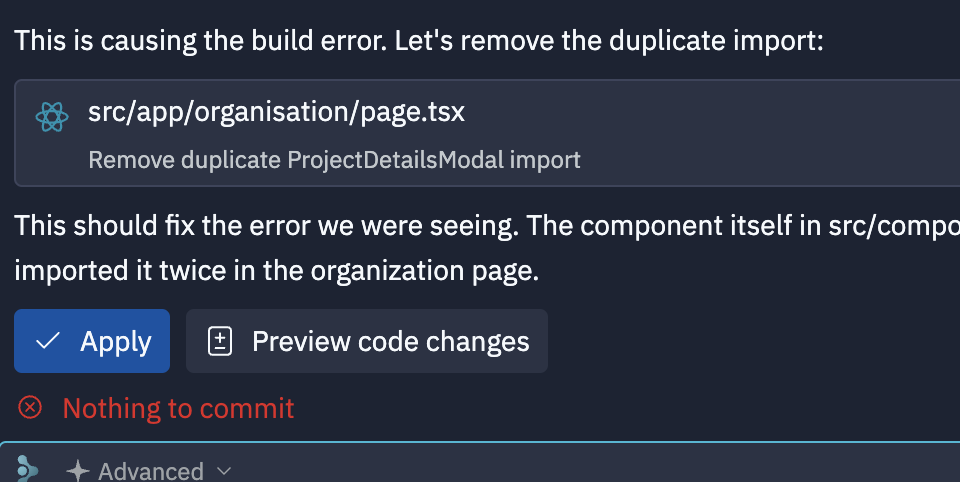 This is causing the build error. Let's remove the duplicate import:
src/app/organisation/page.tsx
Remove duplicate ProjectDetailsModal import
This should fix the error we were seeing. The component itself in src/compo
imported it twice in the organization page.
Apply
Preview code changes
Nothing to commit
Advanced